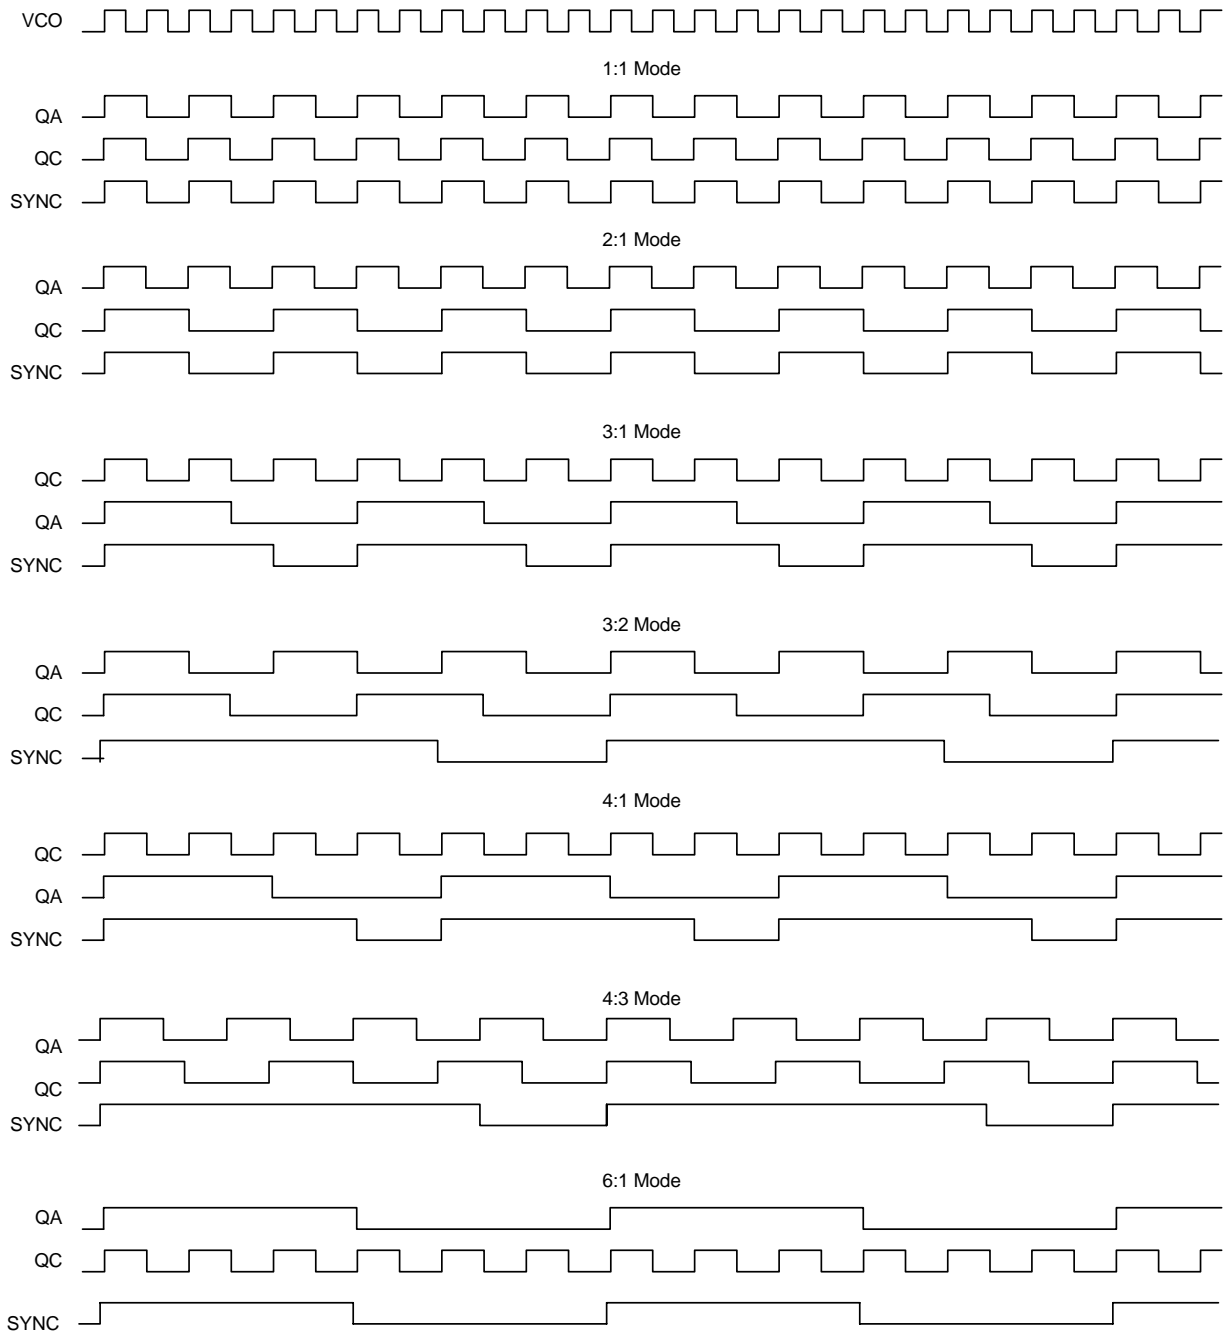 VCO
1:1 Mode
QA
QC
SYNC
2:1 Mode
QA
QC
SYNC
3:1 Mode
QC
QA
SYNC
3:2 Mode
QA
QC
SYNC
4:1 Mode
QC
QA
SYNC
4:3 Mode
QA
QC
SYNC
6:1 Mode
QA
QC
SYNC